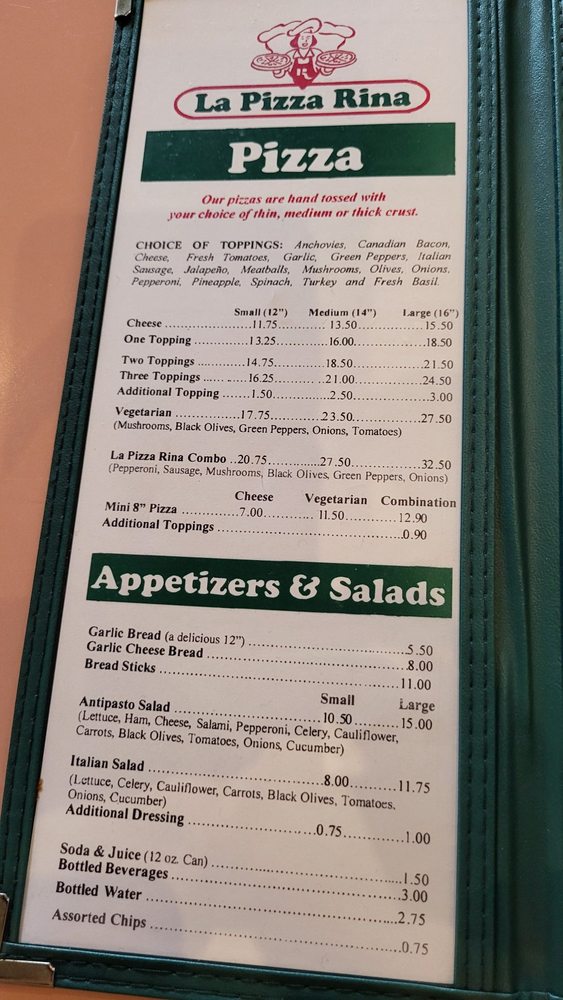 La Pizza Rina
Pizza
Our pizzas are hand tossed with
your choice of thin, medium or thick crust.
CHOICE OF TOPPINGS: Anchovies, Canadian Bacon,
Cheese, Fresh Tomatoes, Garlic, Green Peppers, Italian
Sausage, Jalapeño, Meatballs, Mushrooms, Olives, Onions,
Pepperoni, Pineapple, Spinach, Turkey and Fresh Basil.
Small (12") Medium (14") Large (16")
Cheese ..................11.75............ 13.50...............15.50
One Topping ..............13.25............16.00...............18.50
Two Toppings .............14.75............18.50...............21.50
Three Toppings ...... ....16.25........... ..21.00...............24.50
Additional Topping .......1.50..............2.50................3.00
Vegetarian ................17.75............23.50...............27.50
(Mushrooms, Black Olives, Green Peppers, Onions, Tomatoes)
La Pizza Rina Combo ..20.75..............27.50...............32.50
(Pepperoni, Sausage, Mushrooms, Black Olives, Green Peppers, Onions)
Cheese Vegetarian Combination
Mini 8" Pizza ..............7.00..............11.50..............12.90
Additional Toppings ..............................................0.90
Appetizers & Salads
Garlic Bread (a delicious 12") .......................................5.50
Garlic Cheese Bread ..................................................8.00
Bread Sticks .........................................................11.00
Small Large
Antipasto Salad ...................................10.50............15.00
(Lettuce, Ham, Cheese, Salami, Pepperoni, Celery, Cauliflower,
Carrots, Black Olives, Tomatoes, Onions, Cucumber)
Italian Salad ........................................8.00............11.75
(Lettuce, Celery, Cauliflower, Carrots, Black Olives, Tomatoes,
Onions, Cucumber)
Additional Dressing ..............................0.75..............1.00
Soda & Juice (12 oz. Can) ............................................1.50
Bottled Beverages ....................................................3.00
Bottled Water ........................................................2.75
Assorted Chips .......................................................0.75